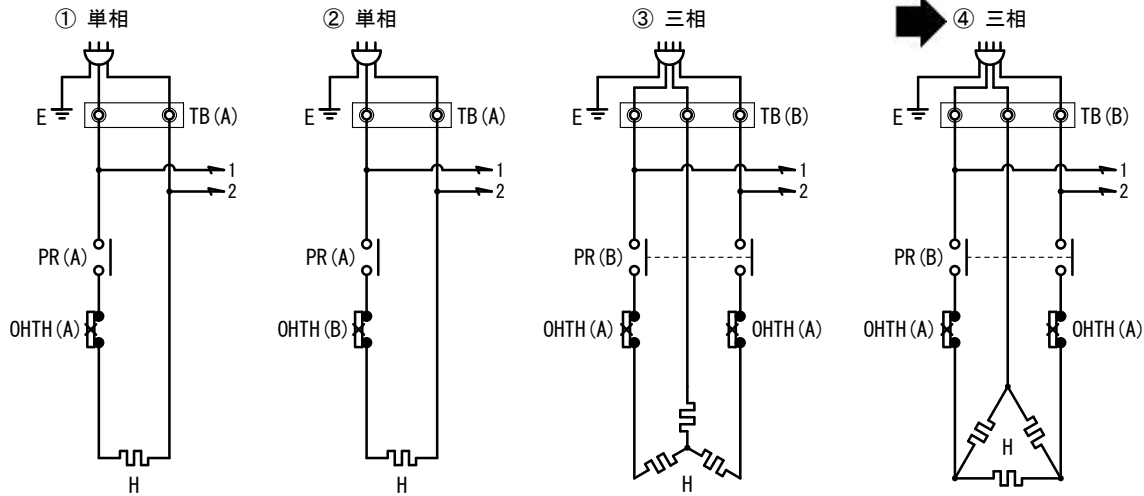 ① 単相
② 単相
③ 三相
④ 三相
E
TB(A)
E
TB(A)
E
TB(B)
E
TB(B)
1
2
1
2
1
2
1
2
PR(A)
PR(A)
PR(B)
PR(B)
OHTH(A)
OHTH(B)
OHTH(A)
OHTH(A)
OHTH(A)
OHTH(A)
H
H
H
H